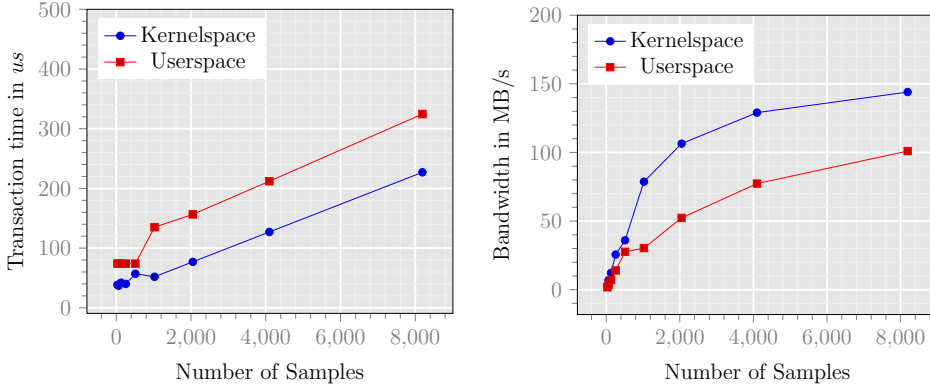 500
400
300
200
100
0
Transaction time in us
Kernelspace
Userspace
0
2,000
4,000
6,000
8,000
Number of Samples
200
150
100
50
0
Bandwidth in MB/s
Kernelspace
Userspace
0
2,000
4,000
6,000
8,000
Number of Samples